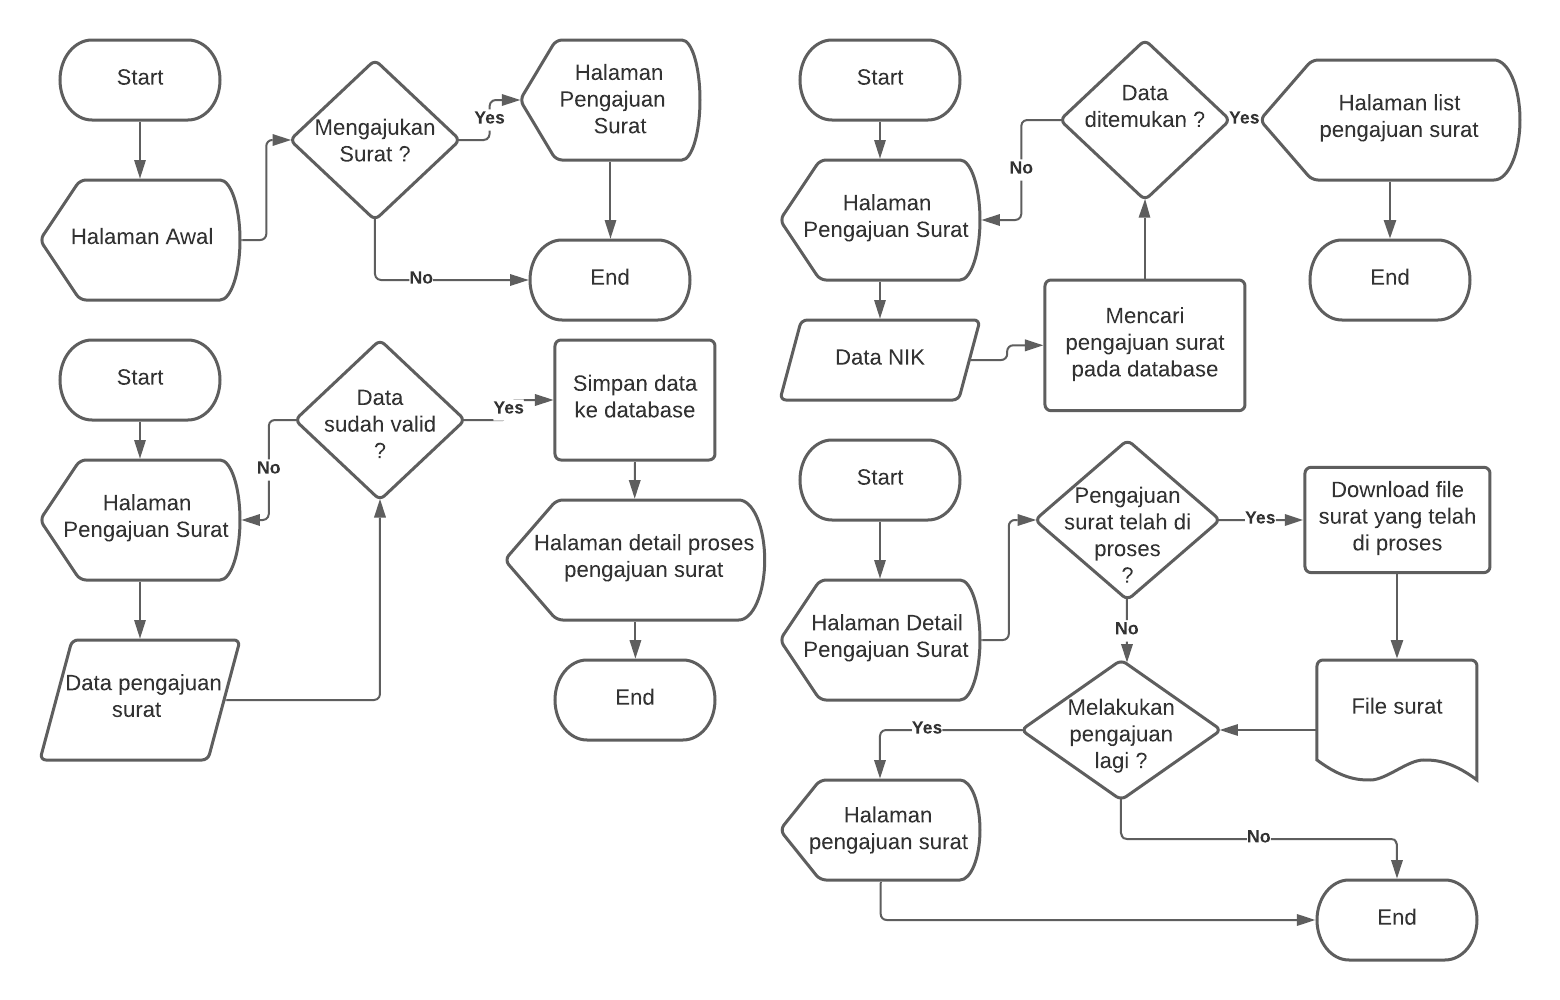 Start
Halaman Awal
Mengajukan
Surat ?
Yes
Halaman
Pengajuan
Surat
No
End
Start
Halaman
Pengajuan Surat
Data pengajuan
surat
Data
sudah valid
?
No
Yes
Simpan data
ke database
Halaman detail proses
pengajuan surat
End
Start
Halaman
Pengajuan Surat
Data NIK
Mencari
pengajuan surat
pada database
Data
ditemukan ?
No
Yes
Halaman list
pengajuan surat
End
Start
Halaman Detail
Pengajuan Surat
Pengajuan
surat telah di
proses
?
Yes
Download file
surat yang telah
di proses
File surat
No
Melakukan
pengajuan
lagi ?
Yes
Halaman
pengajuan surat
No
End